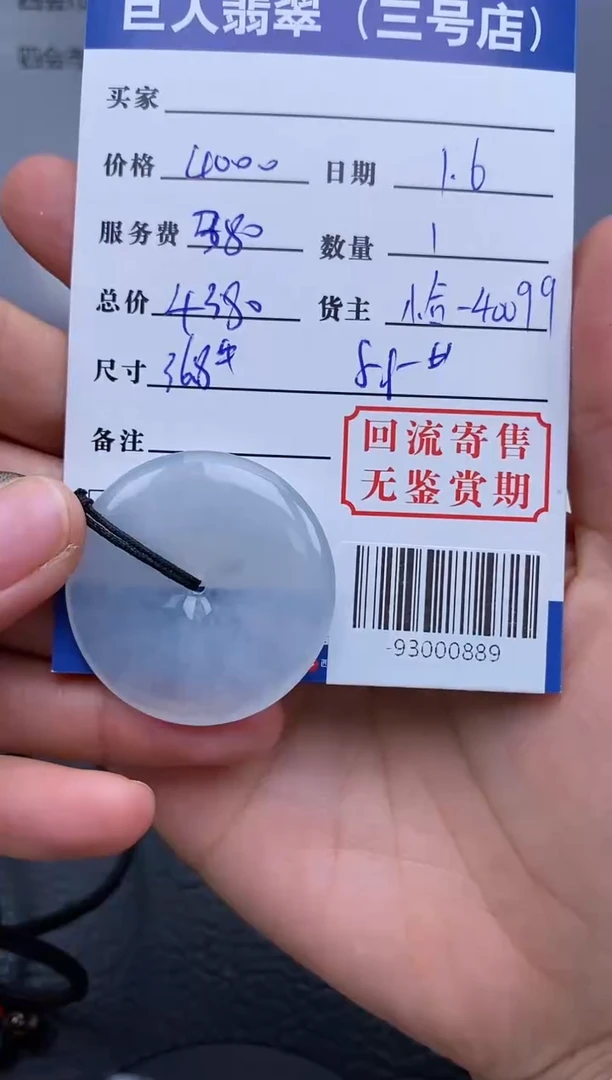 巨人翡翠（三号店）
买家
价格 4000 日期 1.6
服务费 380 数量 1
总价 4380 货主 -40099
尺寸 368
备注
回流寄售
无鉴赏期
-93000889